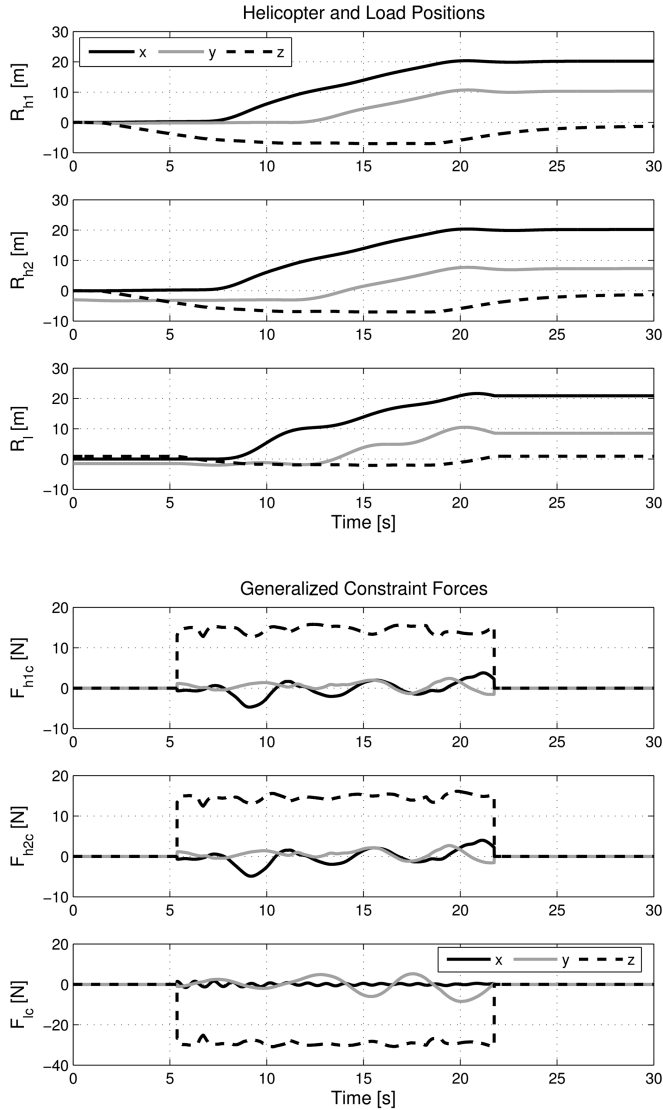 Helicopter and Load Positions
30
20
10
0
−10
R_h1 [m]
x y z
0 5 10 15 20 25 30
30
20
10
0
−10
R_h2 [m]
0 5 10 15 20 25 30
30
20
10
0
−10
R_l [m]
0 5 10 15 20 25 30
Time [s]
Generalized Constraint Forces
20
10
0
−10
F_h1c [N]
0 5 10 15 20 25 30
20
10
0
−10
F_h2c [N]
0 5 10 15 20 25 30
20
0
−20
−40
F_lc [N]
x y z
0 5 10 15 20 25 30
Time [s]